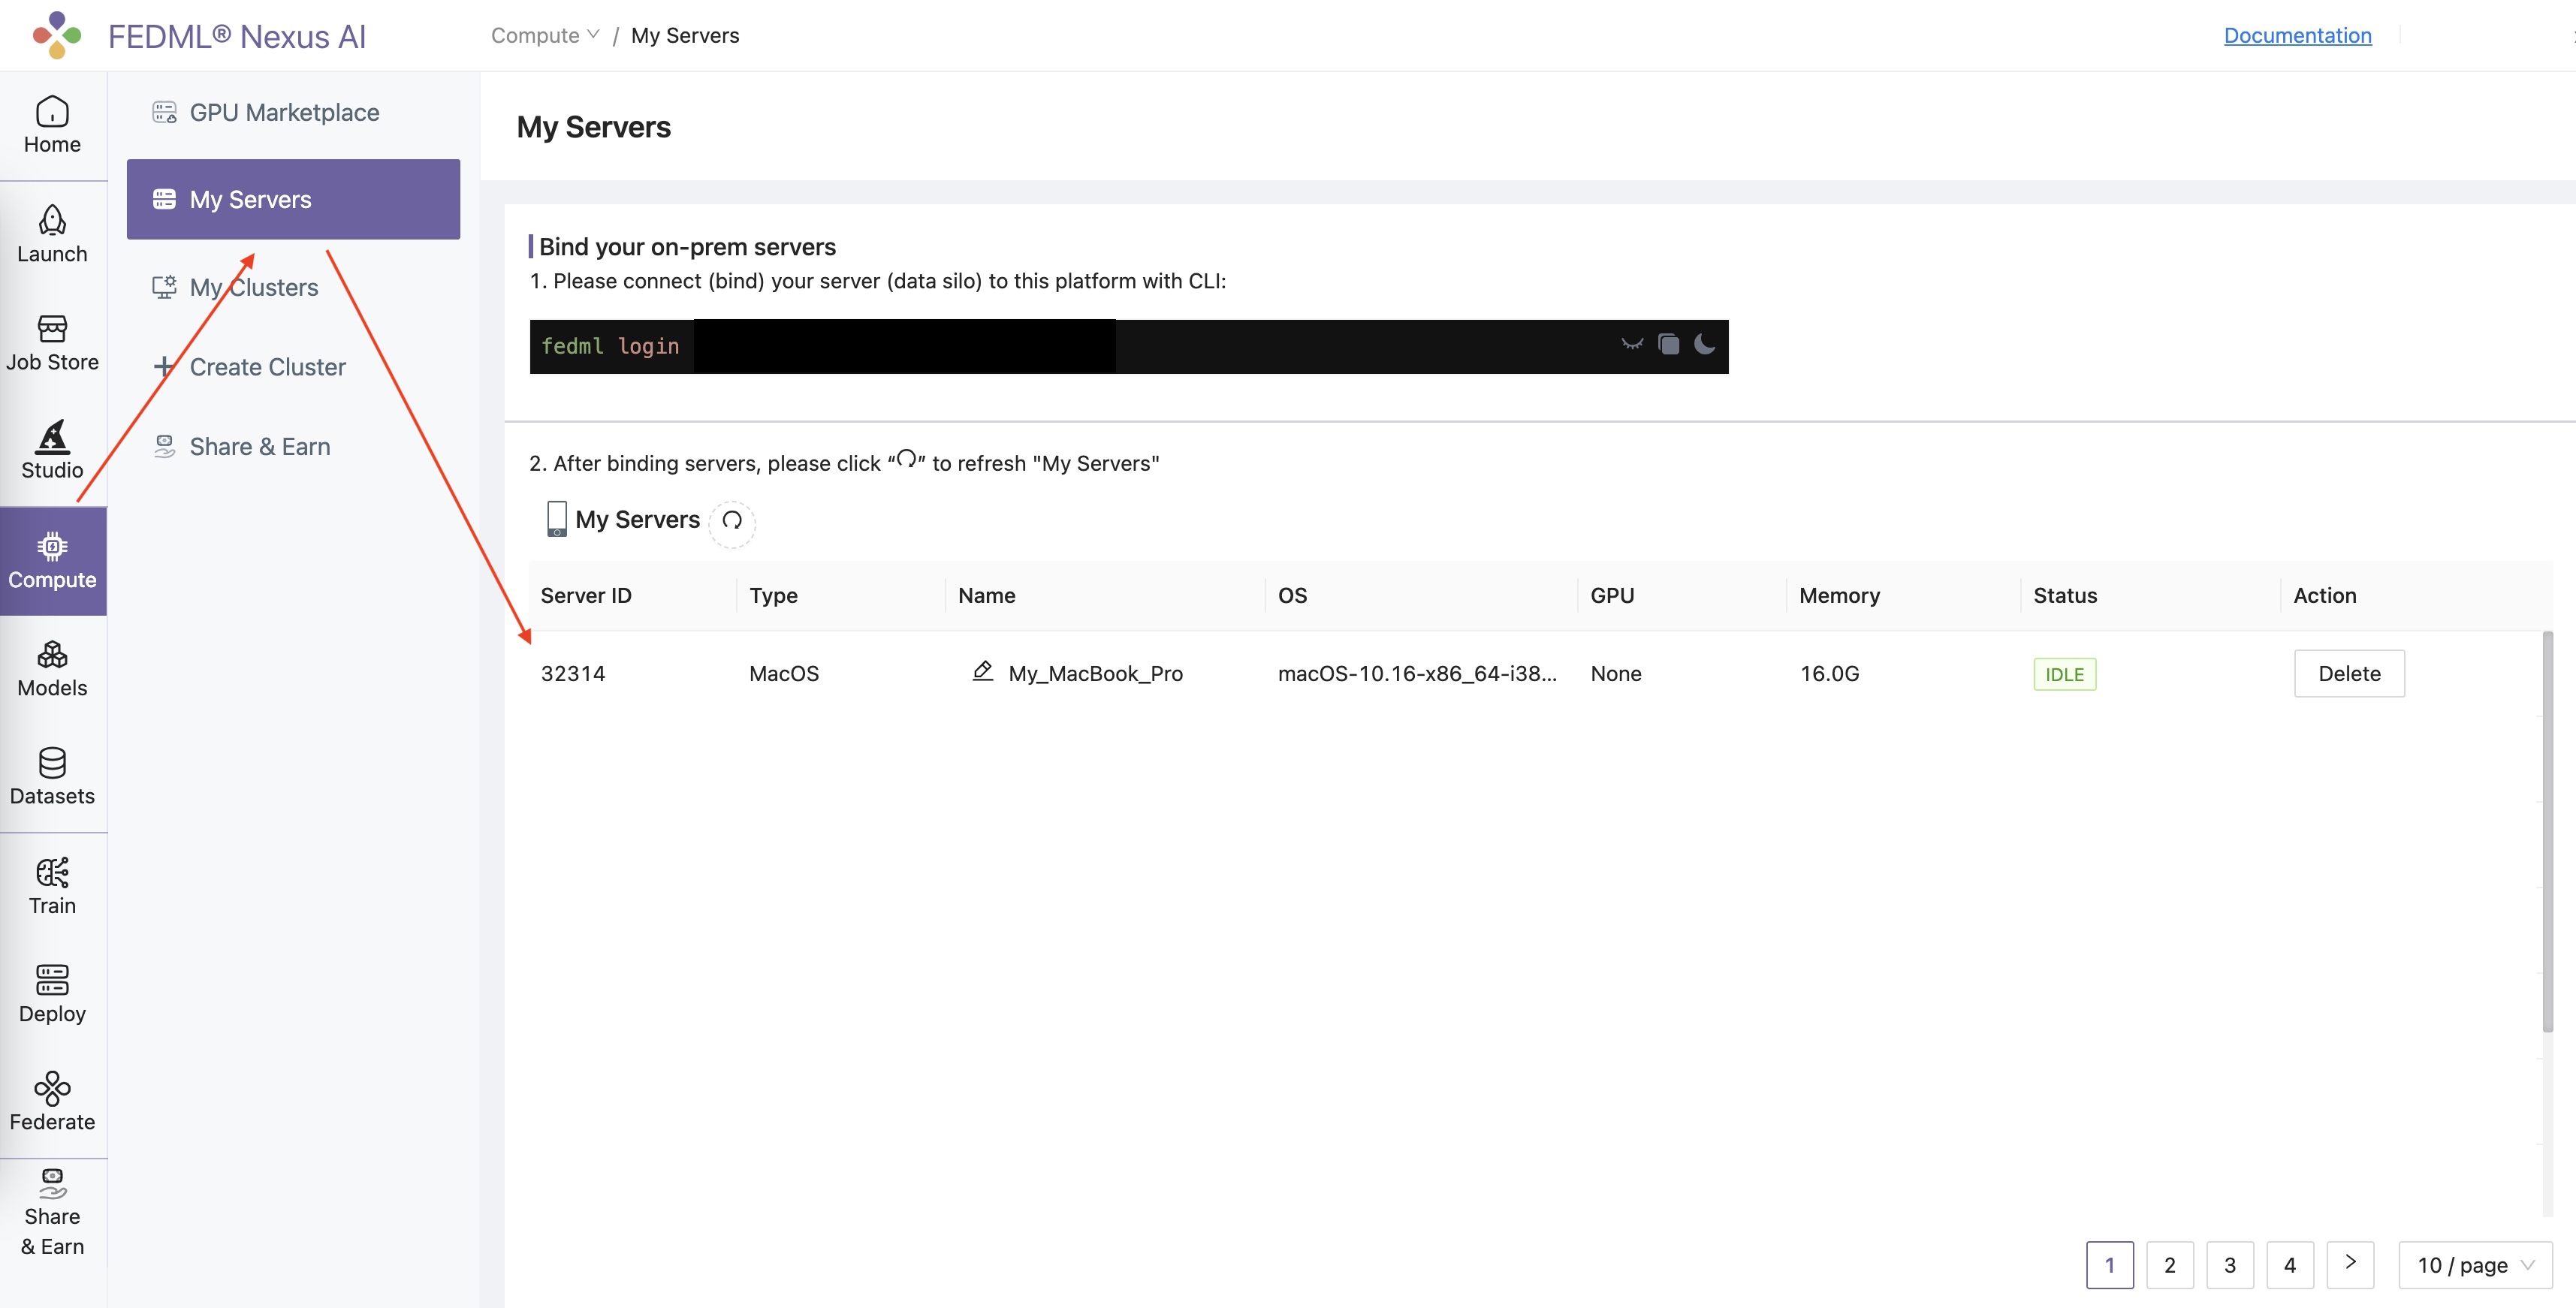 FEDML® Nexus AI
Compute / My Servers
Documentation
Home
Launch
Job Store
Studio
Compute
Models
Datasets
Train
Deploy
Federate
Share
& Earn
GPU Marketplace
My Servers
My Clusters
Create Cluster
Share & Earn
My Servers
Bind your on-prem servers
1. Please connect (bind) your server (data silo) to this platform with CLI:
fedml login
2. After binding servers, please click “↻” to refresh "My Servers"
My Servers
Server ID Type Name OS GPU Memory Status Action
32314 MacOS My_MacBook_Pro macOS-10.16-x86_64-i38... None 16.0G IDLE Delete
1 2 3 4 > 10 / page